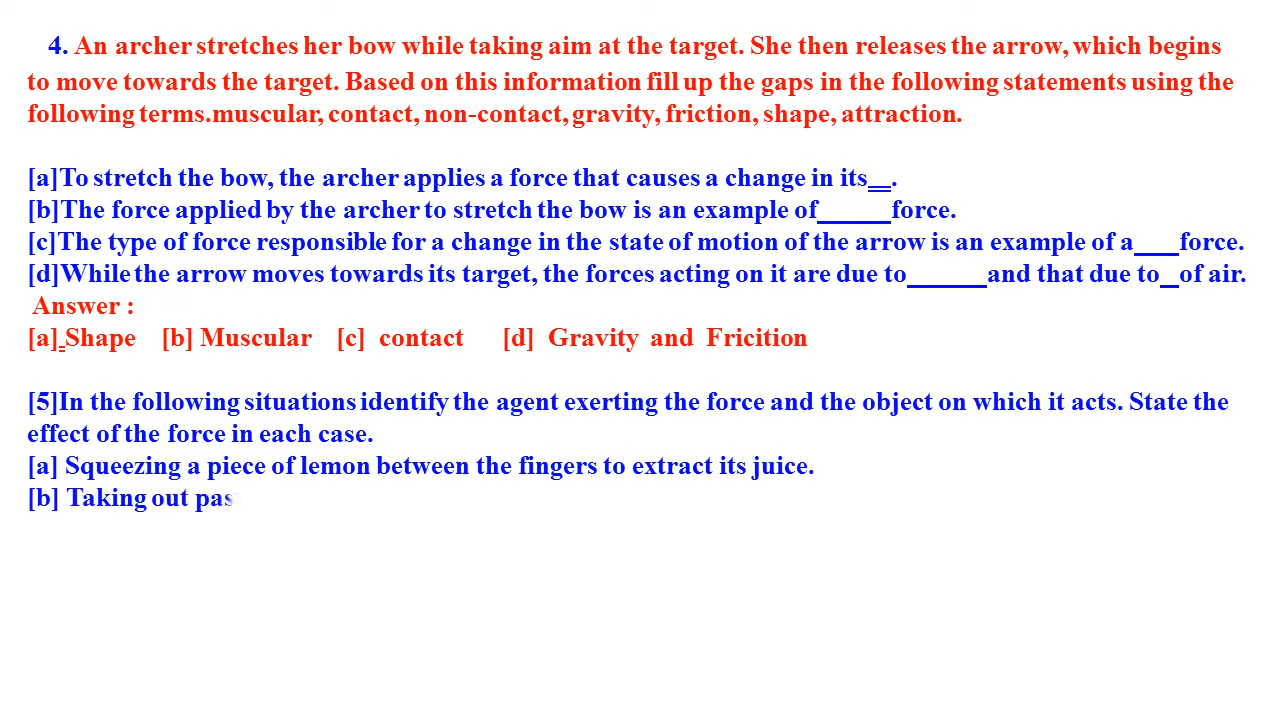 4. An archer stretches her bow while taking aim at the target. She then releases the arrow, which begins
to move towards the target. Based on this information fill up the gaps in the following statements using the
following terms.muscular, contact, non-contact, gravity, friction, shape, attraction.
[a]To stretch the bow, the archer applies a force that causes a change in its__.
[b]The force applied by the archer to stretch the bow is an example of_____force.
[c]The type of force responsible for a change in the state of motion of the arrow is an example of a___force.
[d]While the arrow moves towards its target, the forces acting on it are due to_____and that due to_of air.
Answer :
[a] Shape [b] Muscular [c] contact [d] Gravity and Fricition
[5]In the following situations identify the agent exerting the force and the object on which it acts. State the
effect of the force in each case.
[a] Squeezing a piece of lemon between the fingers to extract its juice.
[b] Taking out pas